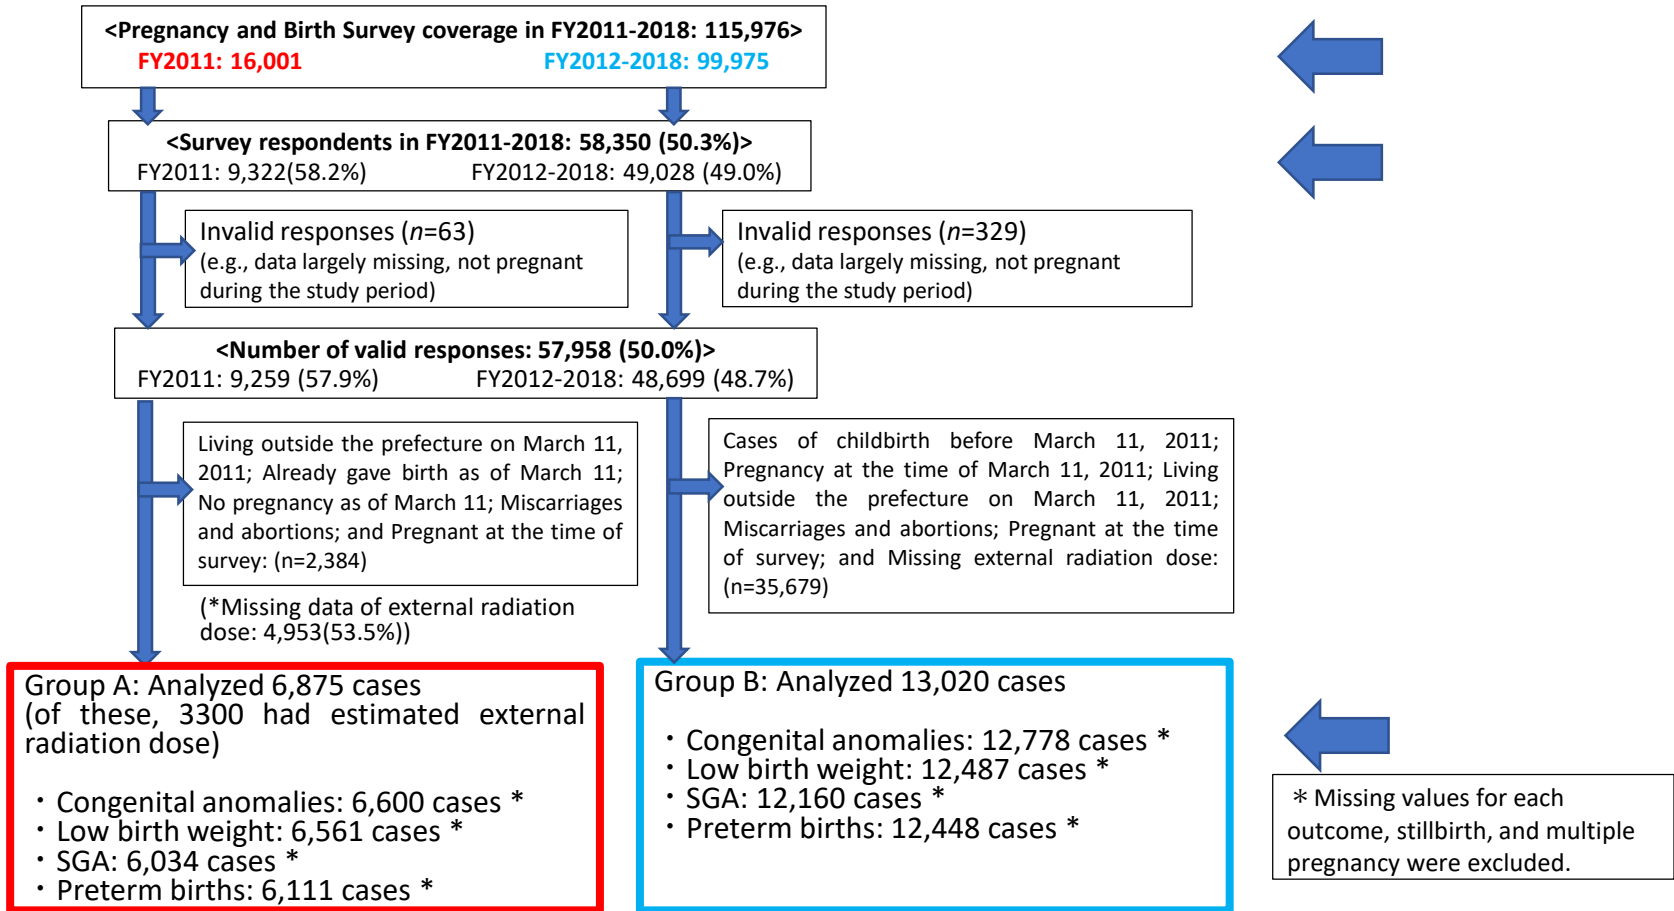 <Pregnancy and Birth Survey coverage in FY2011-2018: 115,976>
FY2011: 16,001 FY2012-2018: 99,975
<Survey respondents in FY2011-2018: 58,350 (50.3%)>
FY2011: 9,322(58.2%) FY2012-2018: 49,028 (49.0%)
Invalid responses (n=63)
(e.g., data largely missing, not pregnant
during the study period)
Invalid responses (n=329)
(e.g., data largely missing, not pregnant
during the study period)
<Number of valid responses: 57,958 (50.0%)>
FY2011: 9,259 (57.9%) FY2012-2018: 48,699 (48.7%)
Living outside the prefecture on March 11,
2011; Already gave birth as of March 11;
No pregnancy as of March 11; Miscarriages
and abortions; and Pregnant at the time of
survey: (n=2,384)
(*Missing data of external radiation
dose: 4,953(53.5%))
Cases of childbirth before March 11, 2011;
Pregnancy at the time of March 11, 2011; Living
outside the prefecture on March 11, 2011;
Miscarriages and abortions; Pregnant at the time
of survey; and Missing external radiation dose:
(n=35,679)
Group A: Analyzed 6,875 cases
(of these, 3300 had estimated external
radiation dose)
・Congenital anomalies: 6,600 cases *
・Low birth weight: 6,561 cases *
・SGA: 6,034 cases *
・Preterm births: 6,111 cases *
Group B: Analyzed 13,020 cases
・Congenital anomalies: 12,778 cases *
・Low birth weight: 12,487 cases *
・SGA: 12,160 cases *
・Preterm births: 12,448 cases *
＊Missing values for each
outcome, stillbirth, and multiple
pregnancy were excluded.